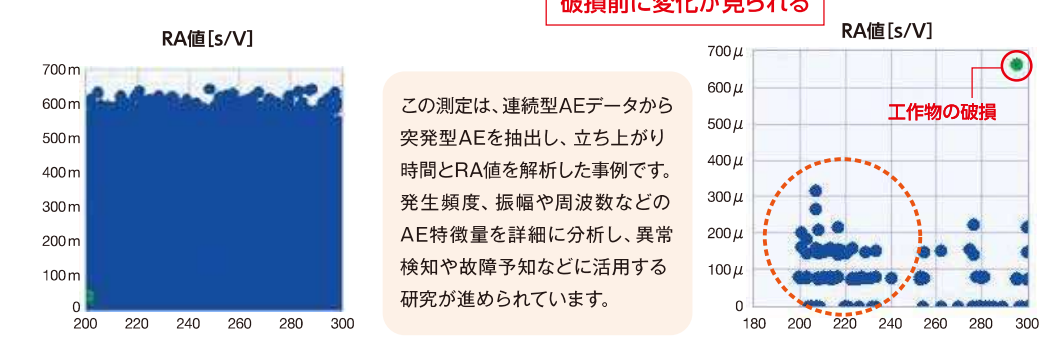 破損前に変化が見られる
RA値[s/V]
700m
600m
500m
400m
300m
200m
100m
0
200
220
240
260
280
300
この測定は、連続型AEデータから
突発型AEを抽出し、立ち上がり
時間とRA値を解析した事例です。
発生頻度、振幅や周波数などの
AE特徴量を詳細に分析し、異常
検知や故障予知などに活用する
研究が進められています。
RA値[s/V]
700μ
600μ
500μ
400μ
300μ
200μ
100μ
0
180
200
220
240
260
280
300
工作物の破損